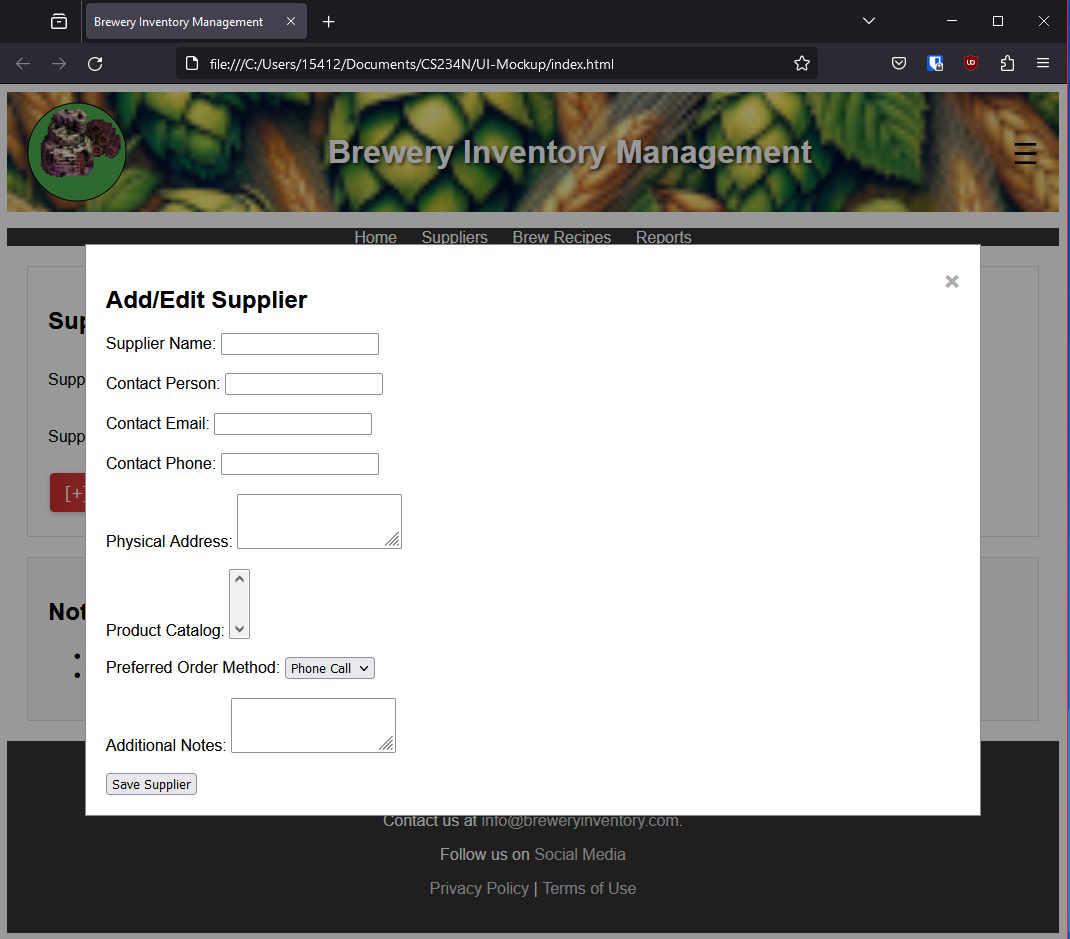 Brewery Inventory Management
file:///C:/Users/15412/Documents/CS234N/UI-Mockup/index.html
Brewery Inventory Management
Home Suppliers Brew Recipes Reports
Add/Edit Supplier
Sup
Supplier Name:
Supp
Contact Person:
Contact Email:
Supp
Contact Phone:
[+]
Physical Address:
Not
Product Catalog:
Preferred Order Method: Phone Call
Additional Notes:
Save Supplier
Contact us at info@breweryinventory.com.
Follow us on Social Media
Privacy Policy | Terms of Use